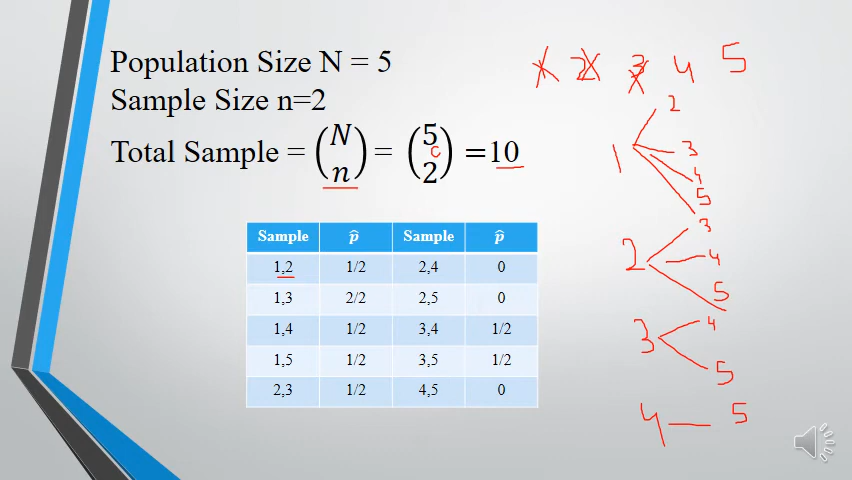 Population Size N = 5
Sample Size n=2
Total Sample = (N n) = (5 2) = 10
c
Sample p̂ Sample p̂
1,2 1/2 2,4 0
1,3 2/2 2,5 0
1,4 1/2 3,4 1/2
1,5 1/2 3,5 1/2
2,3 1/2 4,5 0
1 2 3 4 5
1 2
3
4
5
2 3
4
5
3 4
5
4 5